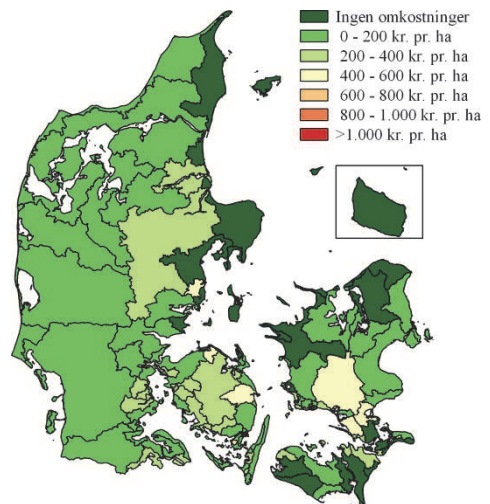 Ingen omkostninger
0 - 200 kr. pr. ha
200 - 400 kr. pr. ha
400 - 600 kr. pr. ha
600 - 800 kr. pr. ha
800 - 1.000 kr. pr. ha
>1.000 kr. pr. ha